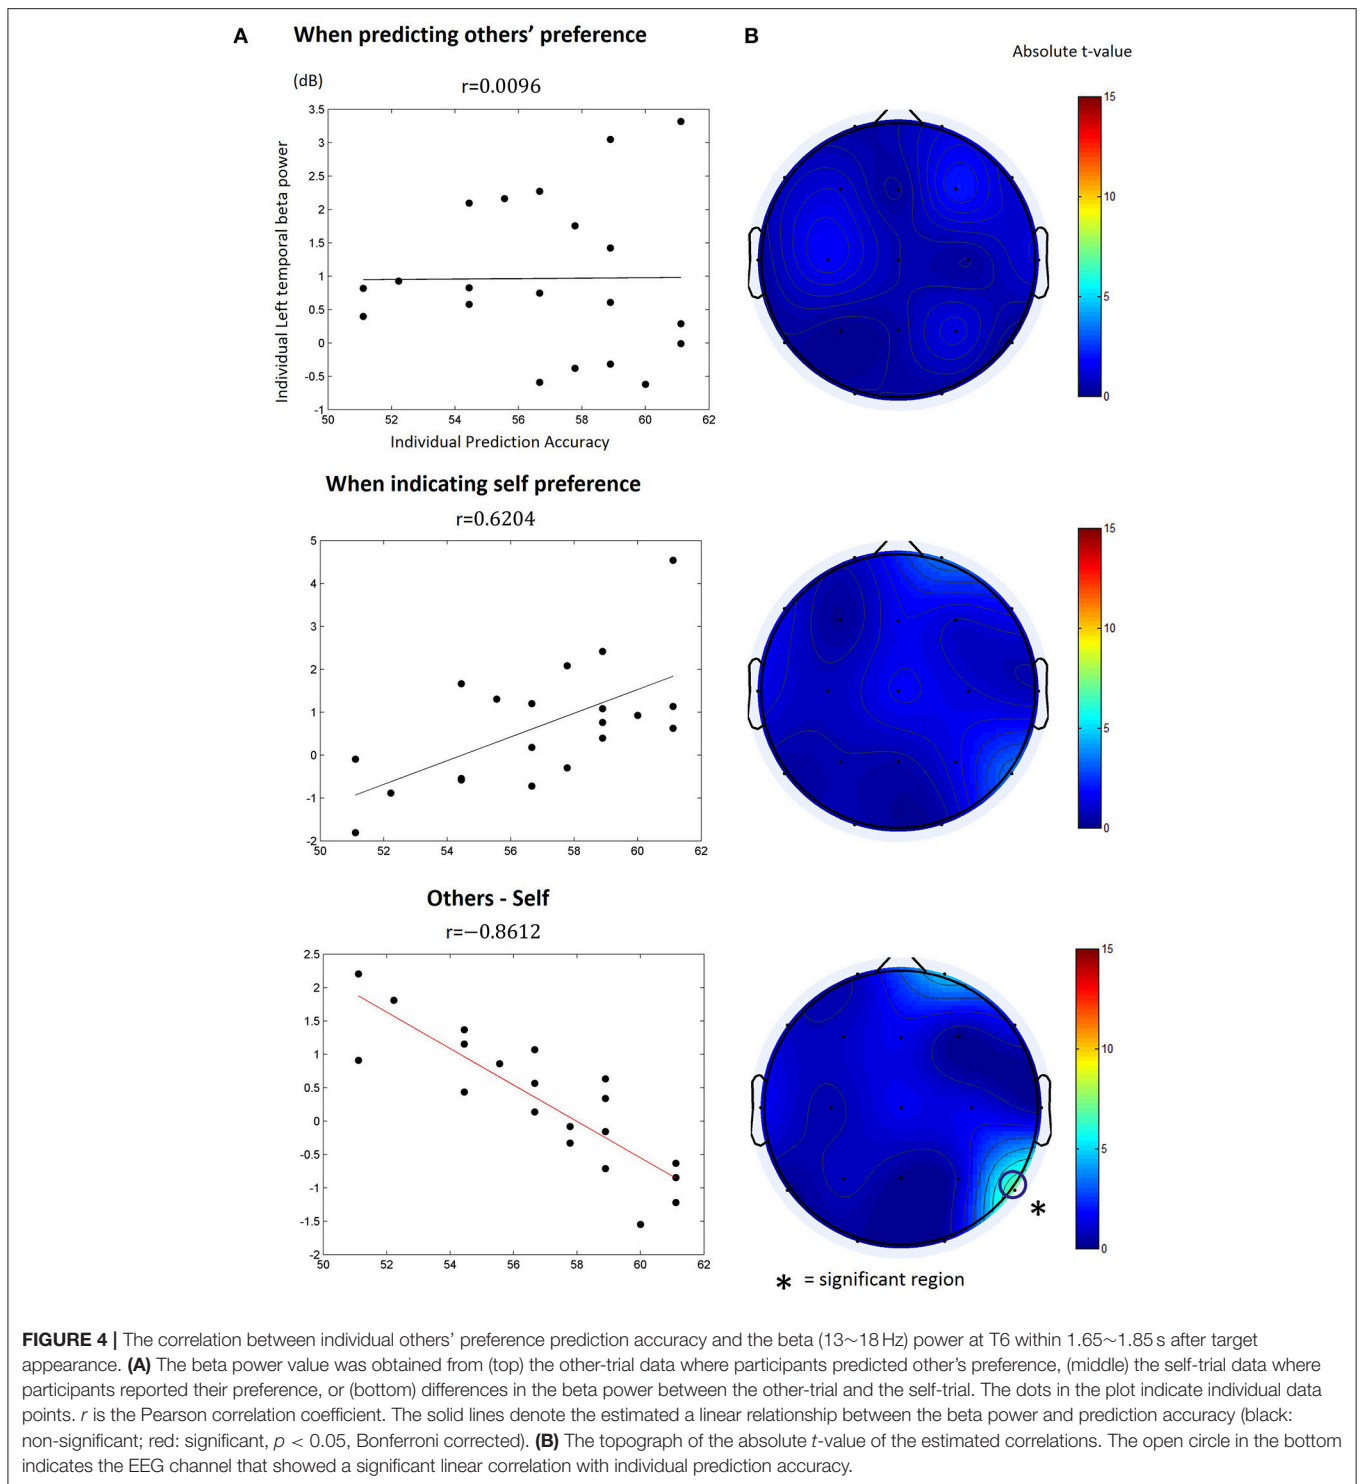 A
When predicting others' preference
B
(dB)
r=0.0096
Absolute t-value
Individual Left temporal beta power
3.5
3
2.5
2
1.5
1
0.5
0
-0.5
-1
50 52 54 56 58 60 62
Individual Prediction Accuracy
15
10
5
0
When indicating self preference
r=0.6204
5
4
3
2
1
0
-1
-2
50 52 54 56 58 60 62
15
10
5
0
Others - Self
r=−0.8612
2.5
2
1.5
1
0.5
0
-0.5
-1
-1.5
-2
50 52 54 56 58 60 62
15
10
5
0
*
* = significant region
FIGURE 4 | The correlation between individual others' preference prediction accuracy and the beta (13~18 Hz) power at T6 within 1.65~1.85 s after target
appearance. (A) The beta power value was obtained from (top) the other-trial data where participants predicted other's preference, (middle) the self-trial data where
participants reported their preference, or (bottom) differences in the beta power between the other-trial and the self-trial. The dots in the plot indicate individual data
points. r is the Pearson correlation coefficient. The solid lines denote the estimated a linear relationship between the beta power and prediction accuracy (black:
non-significant; red: significant, p < 0.05, Bonferroni corrected). (B) The topograph of the absolute t-value of the estimated correlations. The open circle in the bottom
indicates the EEG channel that showed a significant linear correlation with individual prediction accuracy.